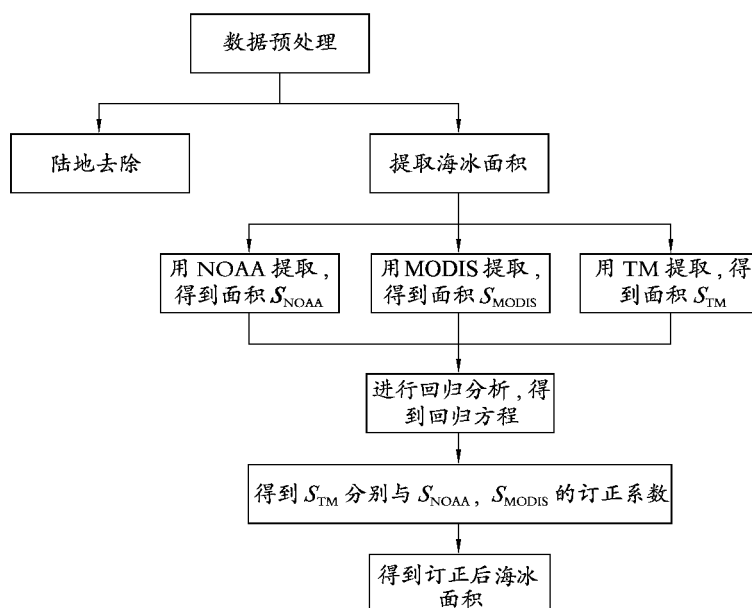 数据预处理
陆地去除
提取海冰面积
用 NOAA 提取,
得到面积 S_NOAA
用MODIS 提取,
得到面积 S_MODIS
用 TM 提取,得
到面积 S_TM
进行回归分析,得
到回归方程
得到 S_TM 分别与 S_NOAA, S_MODIS 的订正系数
得到订正后海冰
面积